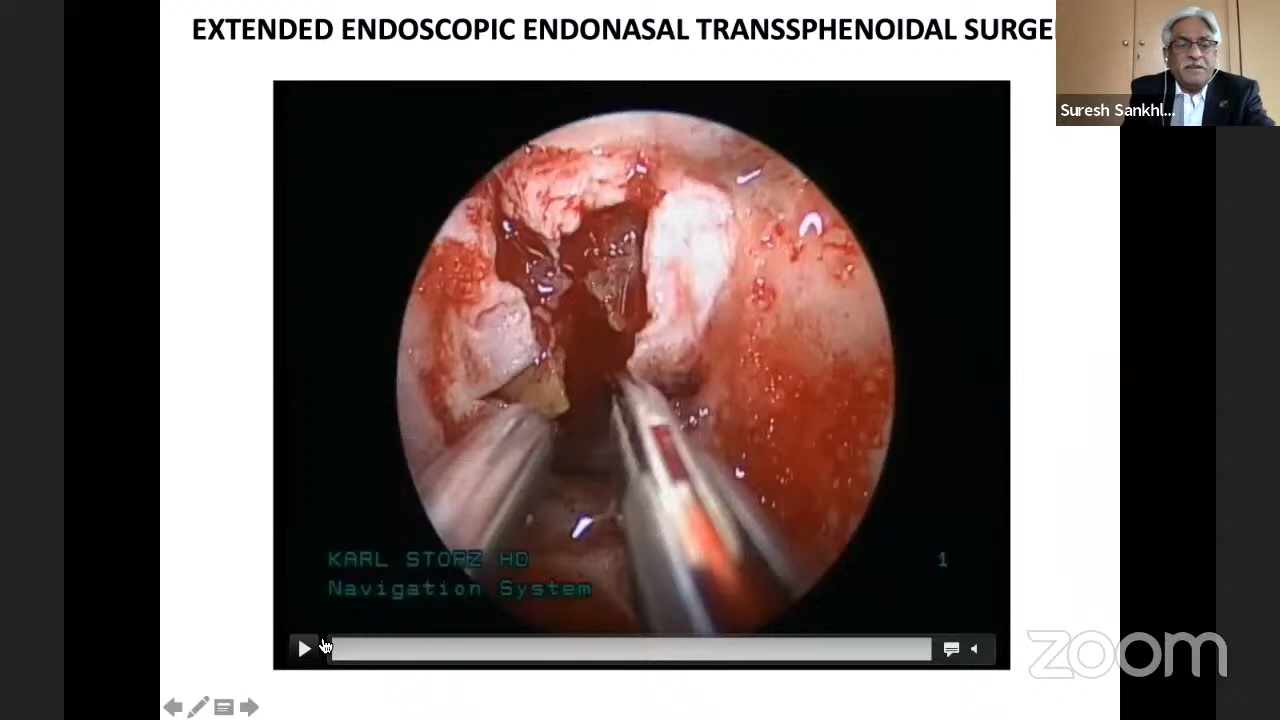 EXTENDED ENDOSCOPIC ENDONASAL TRANSSPHENOIDAL SURGE
Suresh Sankhl...
KARL STORZ HD
1
Navigation System
zoom